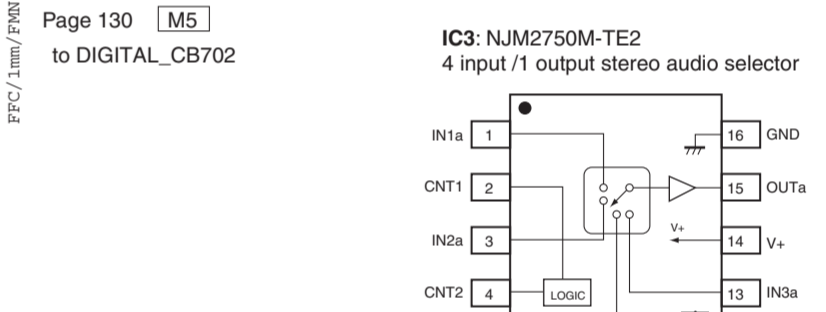 FFC/1mm/FMN
Page 130 M5
to DIGITAL_CB702
IC3: NJM2750M-TE2
4 input /1 output stereo audio selector
IN1a 1
16 GND
CNT1 2
15 OUTa
IN2a 3
V+
14 V+
CNT2 4
LOGIC
13 IN3a